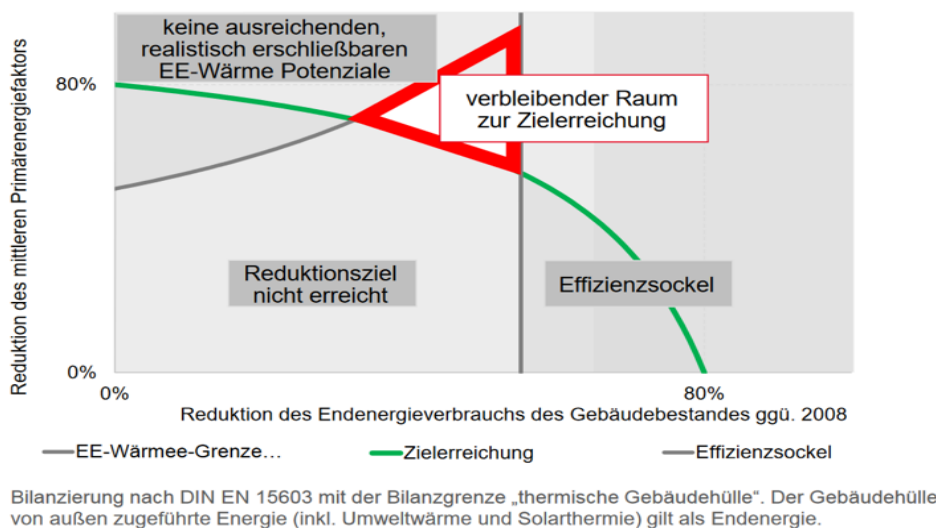 keine ausreichenden,
realistisch erschließbaren
EE-Wärme Potenziale
80%
verbleibender Raum
zur Zielerreichung
Reduktion des mittleren Primärenergiefaktors
Reduktionsziel
nicht erreicht
Effizienzsockel
0%
0%
80%
Reduktion des Endenergieverbrauchs des Gebäudebestandes ggü. 2008
EE-Wärmee-Grenze...
Zielerreichung
Effizienzsockel
Bilanzierung nach DIN EN 15603 mit der Bilanzgrenze „thermische Gebäudehülle“. Der Gebäudehülle
von außen zugeführte Energie (inkl. Umweltwärme und Solarthermie) gilt als Endenergie.